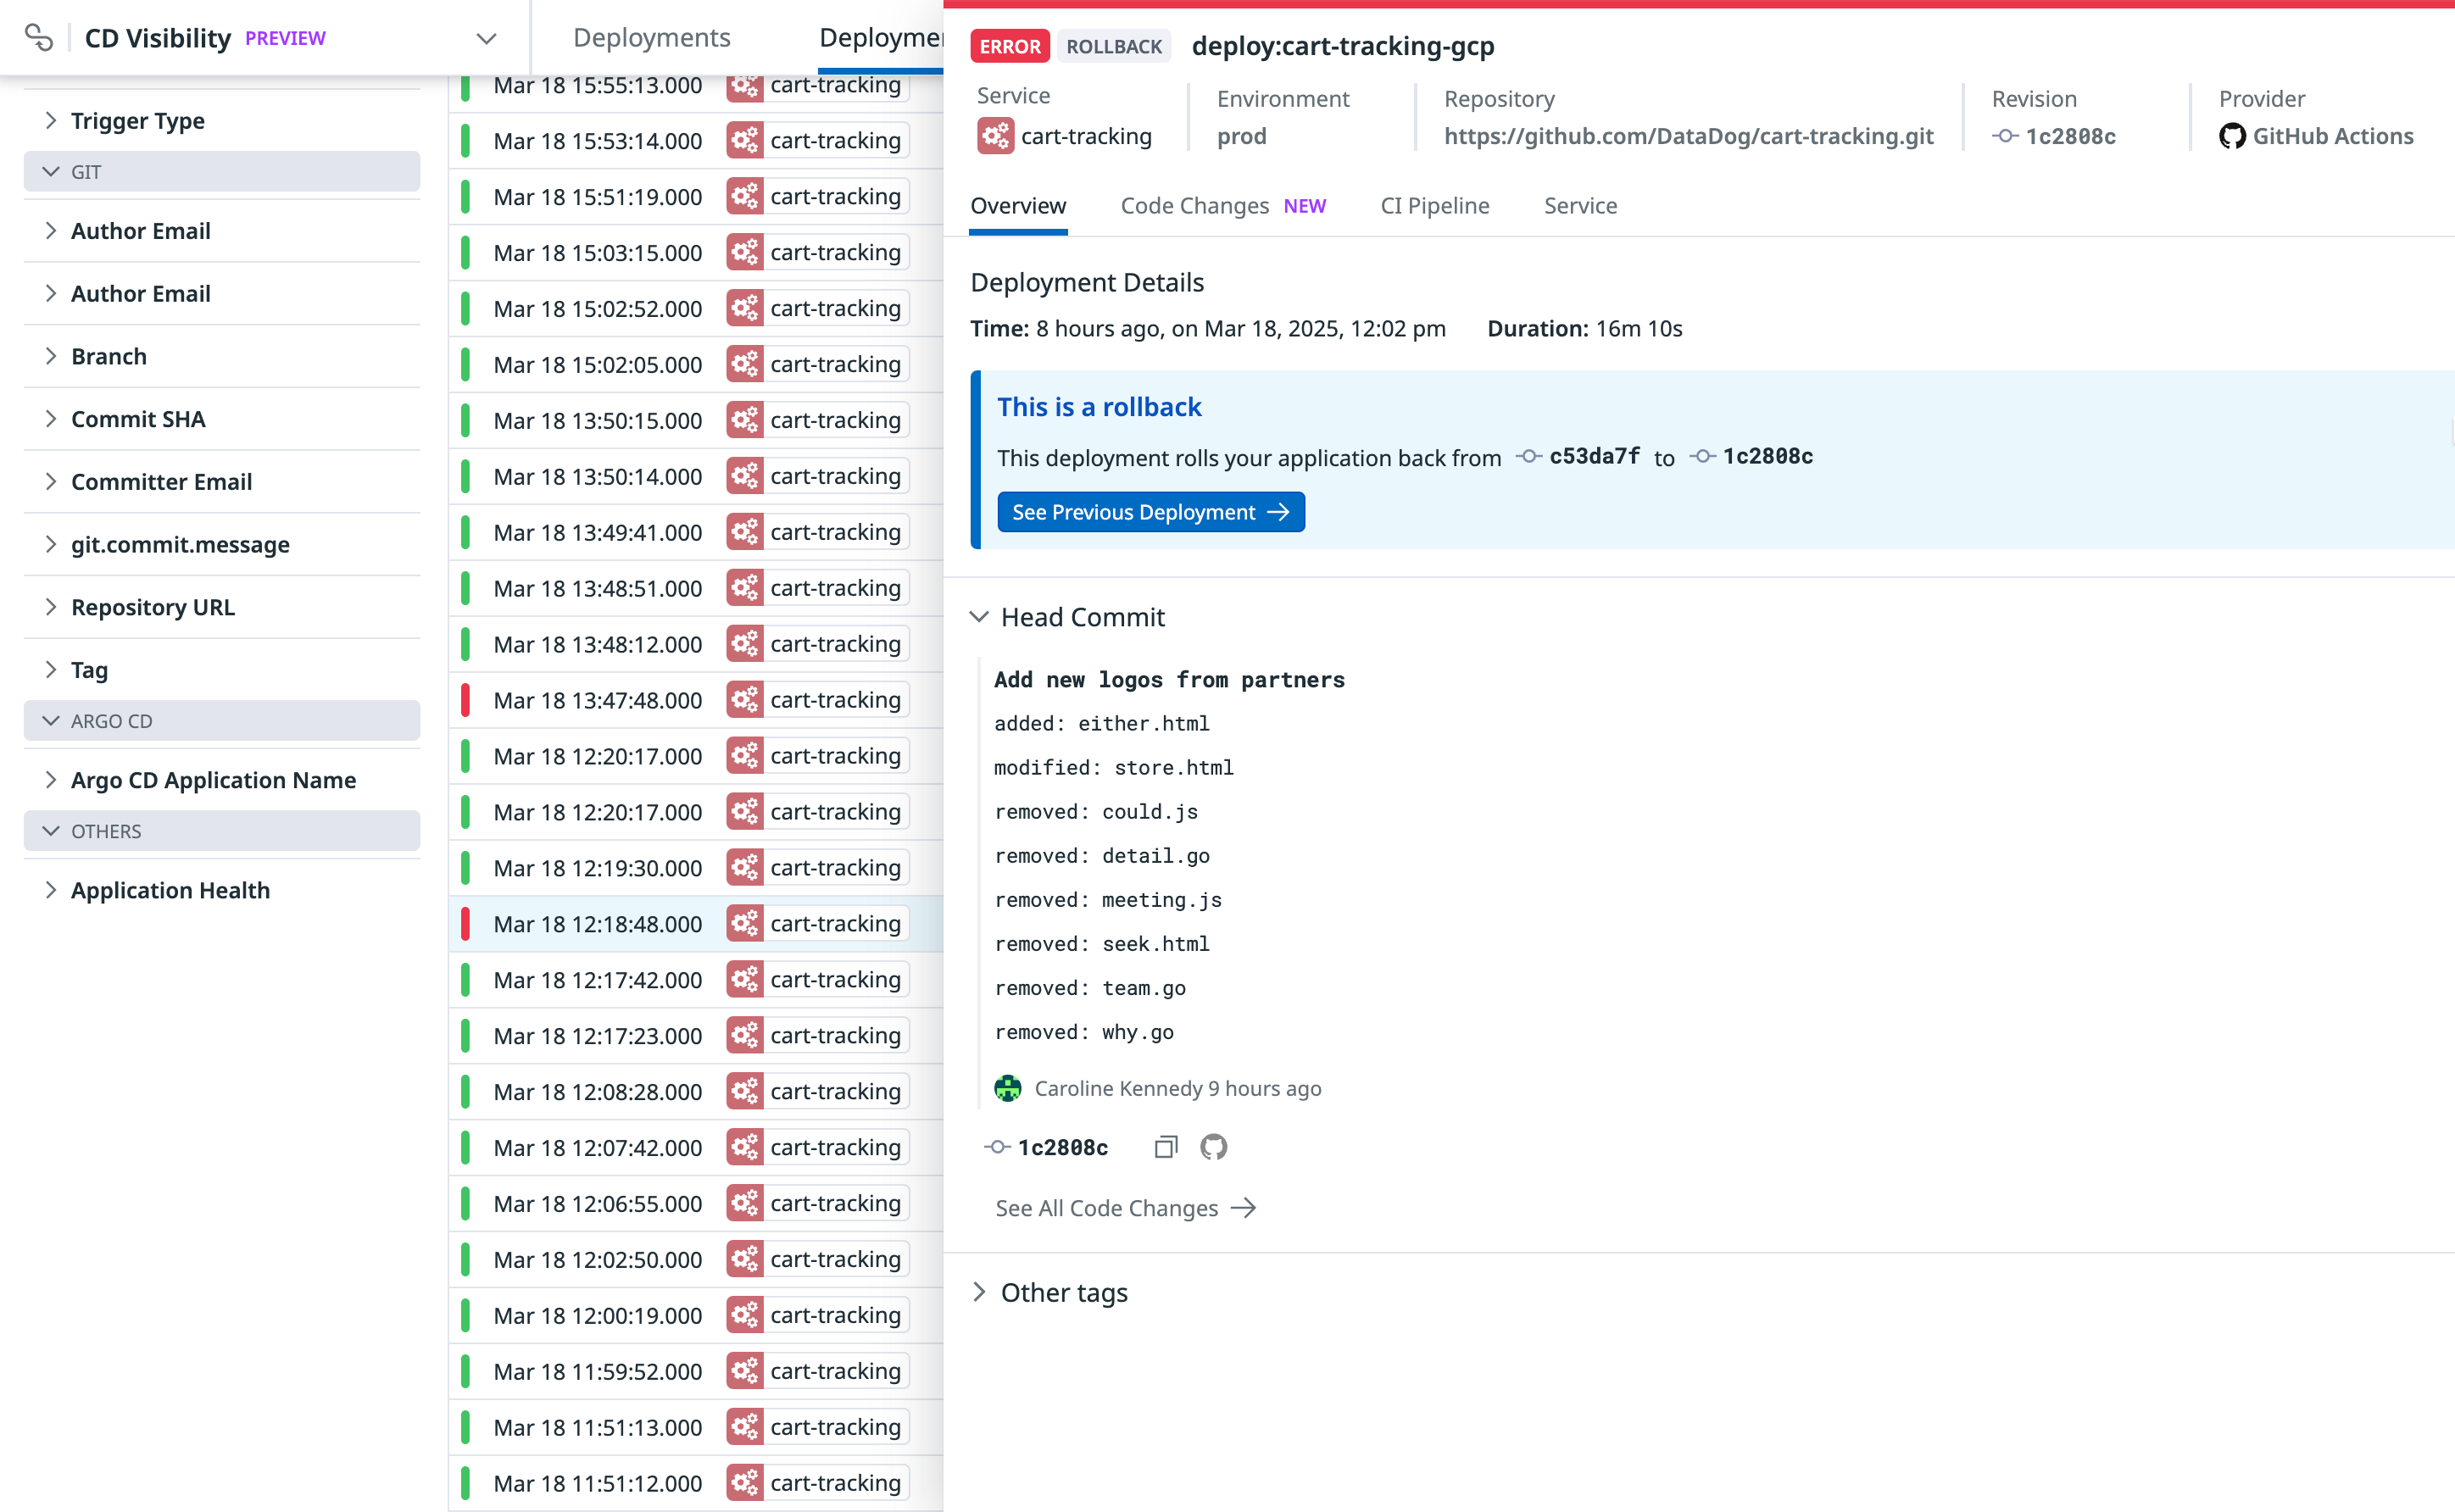 CD Visibility PREVIEW
Deployments
Deployme
Trigger Type
GIT
Author Email
Author Email
Branch
Commit SHA
Committer Email
git.commit.message
Repository URL
Tag
ARGO CD
Argo CD Application Name
OTHERS
Application Health
Mar 18 15:55:13.000 cart-tracking
Mar 18 15:53:14.000 cart-tracking
Mar 18 15:51:19.000 cart-tracking
Mar 18 15:03:15.000 cart-tracking
Mar 18 15:02:52.000 cart-tracking
Mar 18 15:02:05.000 cart-tracking
Mar 18 13:50:15.000 cart-tracking
Mar 18 13:50:14.000 cart-tracking
Mar 18 13:49:41.000 cart-tracking
Mar 18 13:48:51.000 cart-tracking
Mar 18 13:48:12.000 cart-tracking
Mar 18 13:47:48.000 cart-tracking
Mar 18 12:20:17.000 cart-tracking
Mar 18 12:20:17.000 cart-tracking
Mar 18 12:19:30.000 cart-tracking
Mar 18 12:18:48.000 cart-tracking
Mar 18 12:17:42.000 cart-tracking
Mar 18 12:17:23.000 cart-tracking
Mar 18 12:08:28.000 cart-tracking
Mar 18 12:07:42.000 cart-tracking
Mar 18 12:06:55.000 cart-tracking
Mar 18 12:02:50.000 cart-tracking
Mar 18 12:00:19.000 cart-tracking
Mar 18 11:59:52.000 cart-tracking
Mar 18 11:51:13.000 cart-tracking
Mar 18 11:51:12.000 cart-tracking
ERROR ROLLBACK deploy:cart-tracking-gcp
Service
cart-tracking
Environment
prod
Repository
https://github.com/DataDog/cart-tracking.git
Revision
1c2808c
Provider
GitHub Actions
Overview Code Changes NEW CI Pipeline Service
Deployment Details
Time: 8 hours ago, on Mar 18, 2025, 12:02 pm Duration: 16m 10s
This is a rollback
This deployment rolls your application back from c53da7f to 1c2808c
See Previous Deployment
Head Commit
Add new logos from partners
added: either.html
modified: store.html
removed: could.js
removed: detail.go
removed: meeting.js
removed: seek.html
removed: team.go
removed: why.go
Caroline Kennedy 9 hours ago
1c2808c
See All Code Changes
Other tags